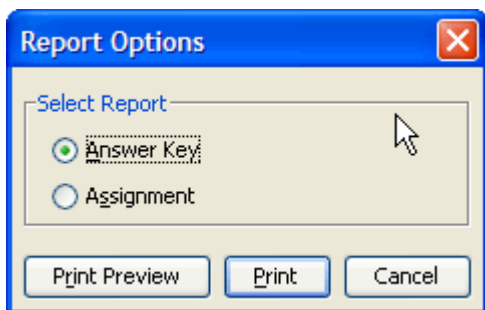 Report Options
Select Report
Answer Key
Assignment
Print Preview Print Cancel